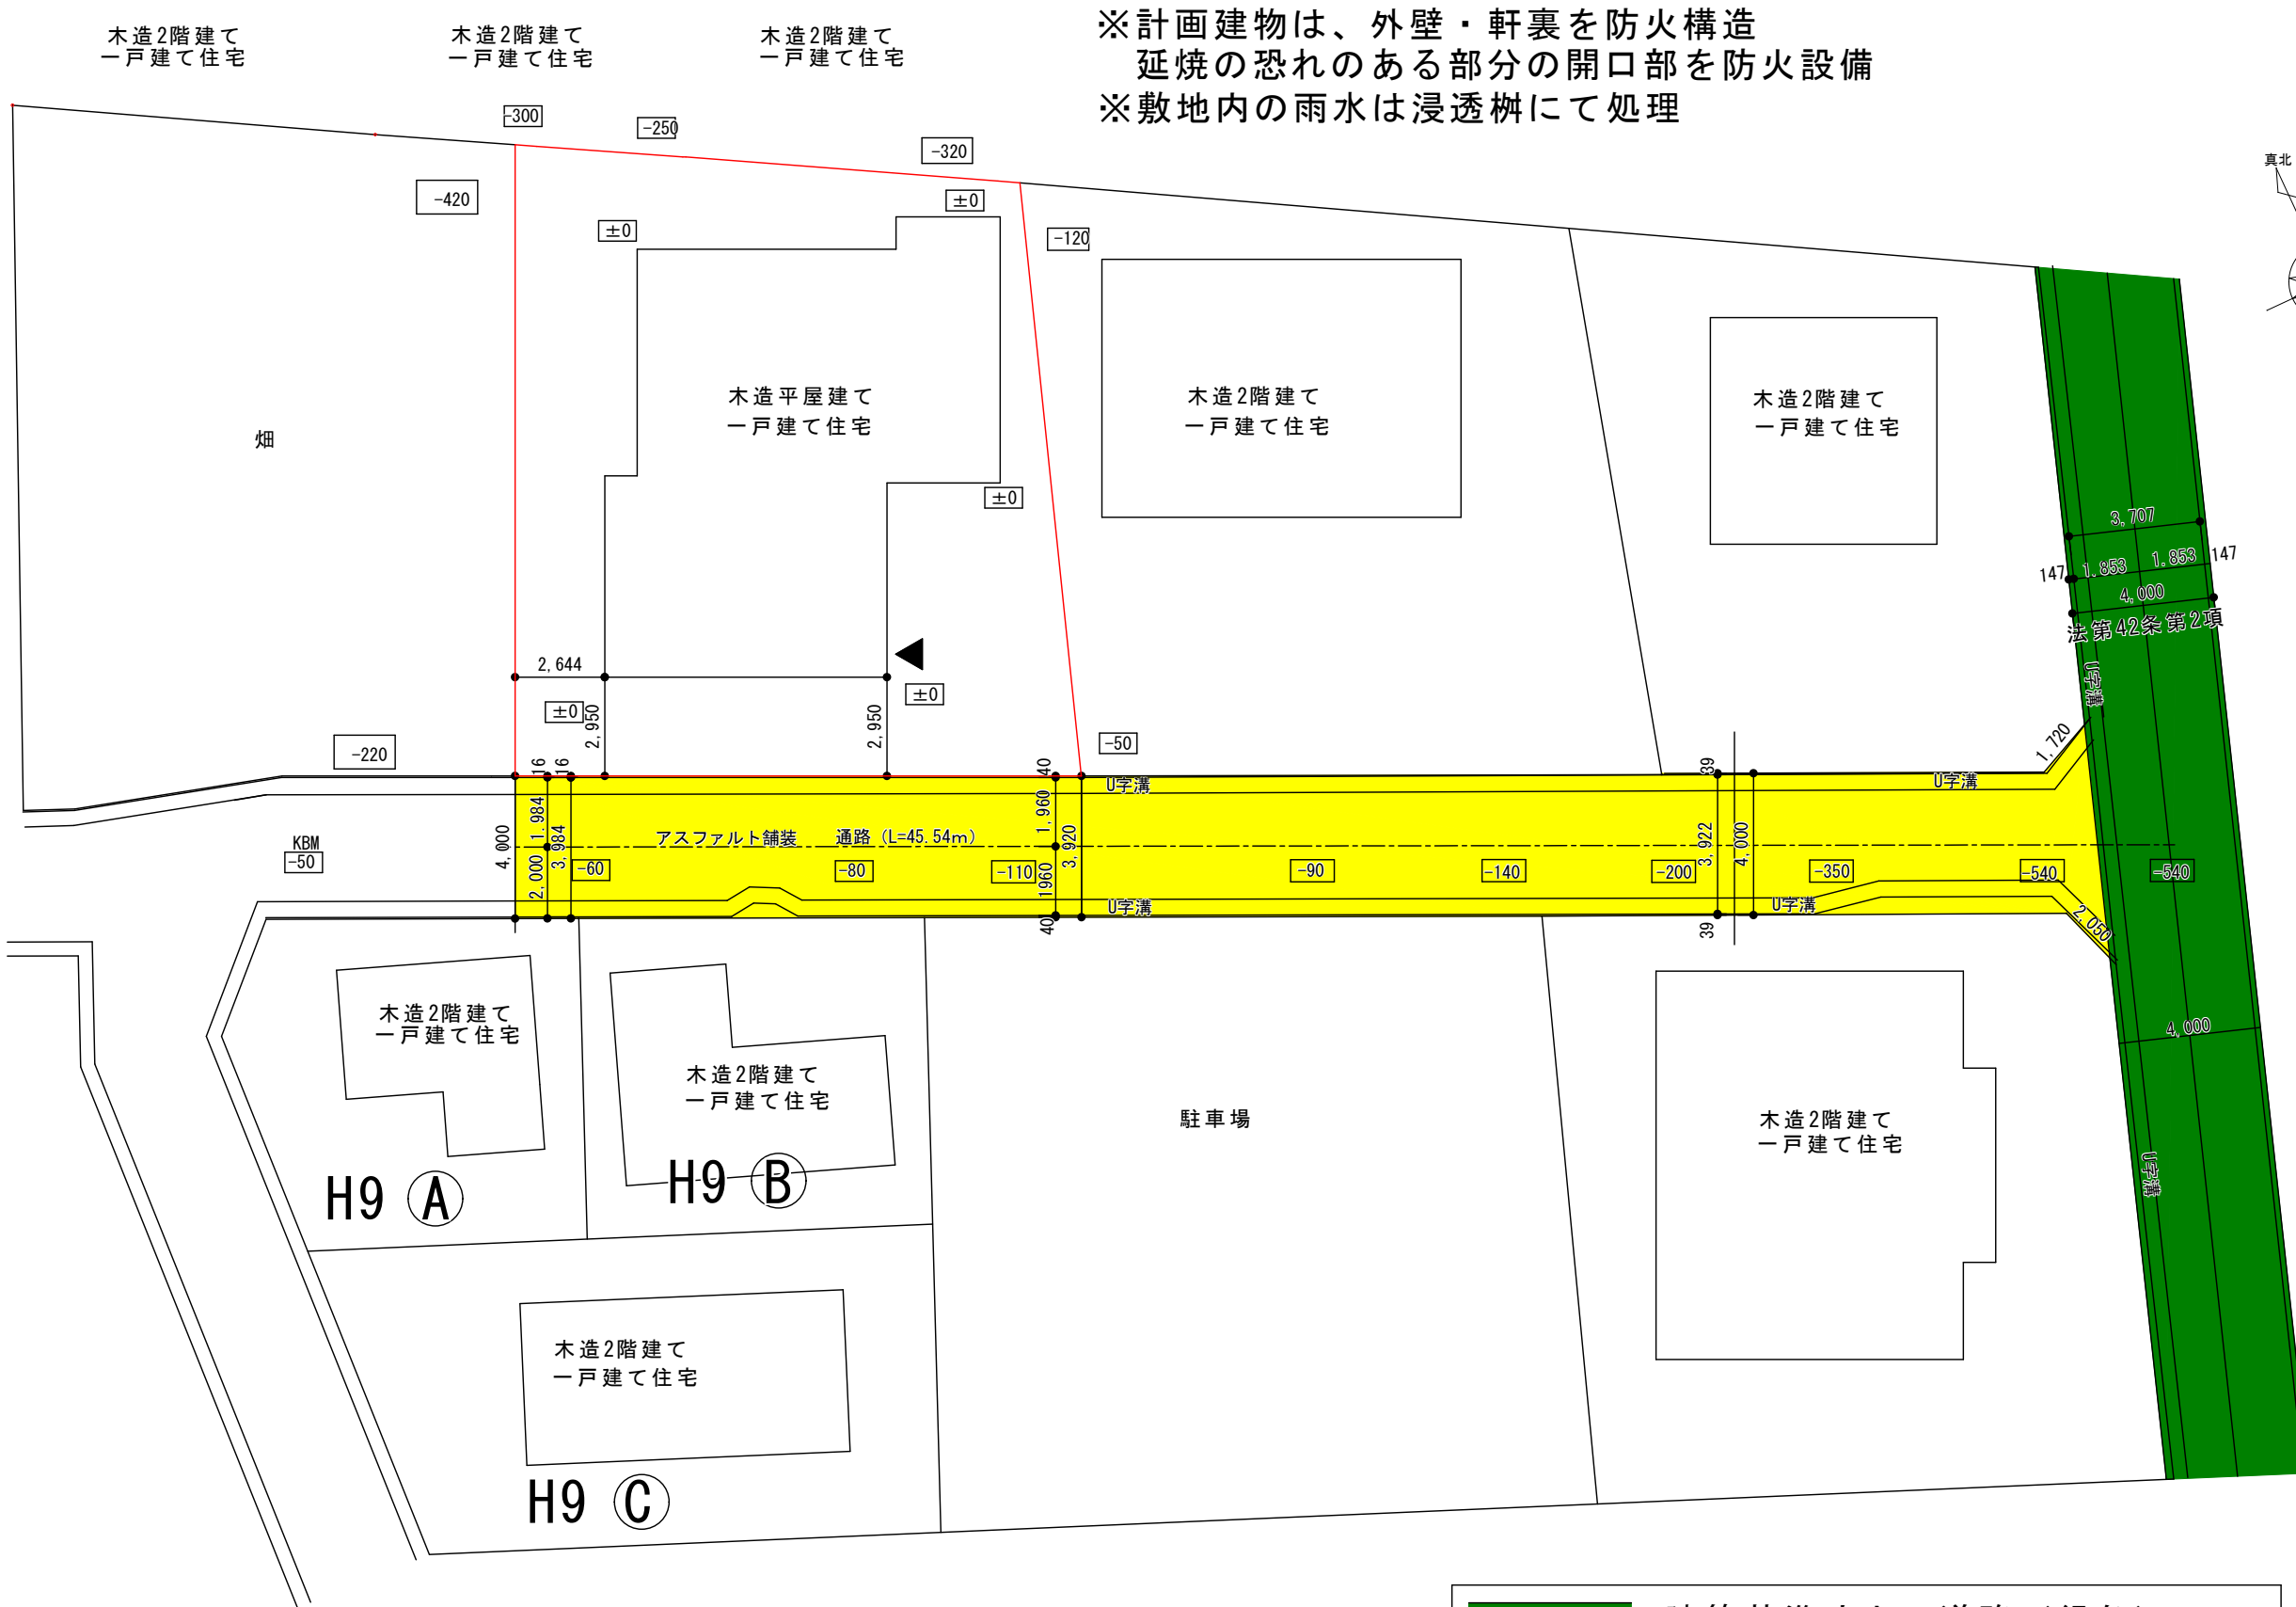 木造2階建て
一戸建て住宅
木造2階建て
一戸建て住宅
木造2階建て
一戸建て住宅
※計画建物は、外壁・軒裏を防火構造
延焼の恐れのある部分の開口部を防火設備
※敷地内の雨水は浸透桝にて処理
真北
-300
-250
-320
-420
±0
±0
-120
畑
木造平屋建て
一戸建て住宅
木造2階建て
一戸建て住宅
木造2階建て
一戸建て住宅
±0
3,707
147
1.853
1.853
147
4,000
法第42条第2項
U字溝
2,644
±0
±0
2,950
2,950
-220
-50
1,720
16
16
40
39
U字溝
U字溝
4,000
1.984
2,000
3,984
アスファルト舗装
通路（L=45.54m）
1,960
1960
3,920
3,922
4,000
KBM
-50
-60
-80
-110
-90
-140
-200
-350
-540
-540
U字溝
U字溝
40
39
2,050
4,000
木造2階建て
一戸建て住宅
木造2階建て
一戸建て住宅
駐車場
木造2階建て
一戸建て住宅
U字溝
H9 A
H9 B
木造2階建て
一戸建て住宅
H9 C